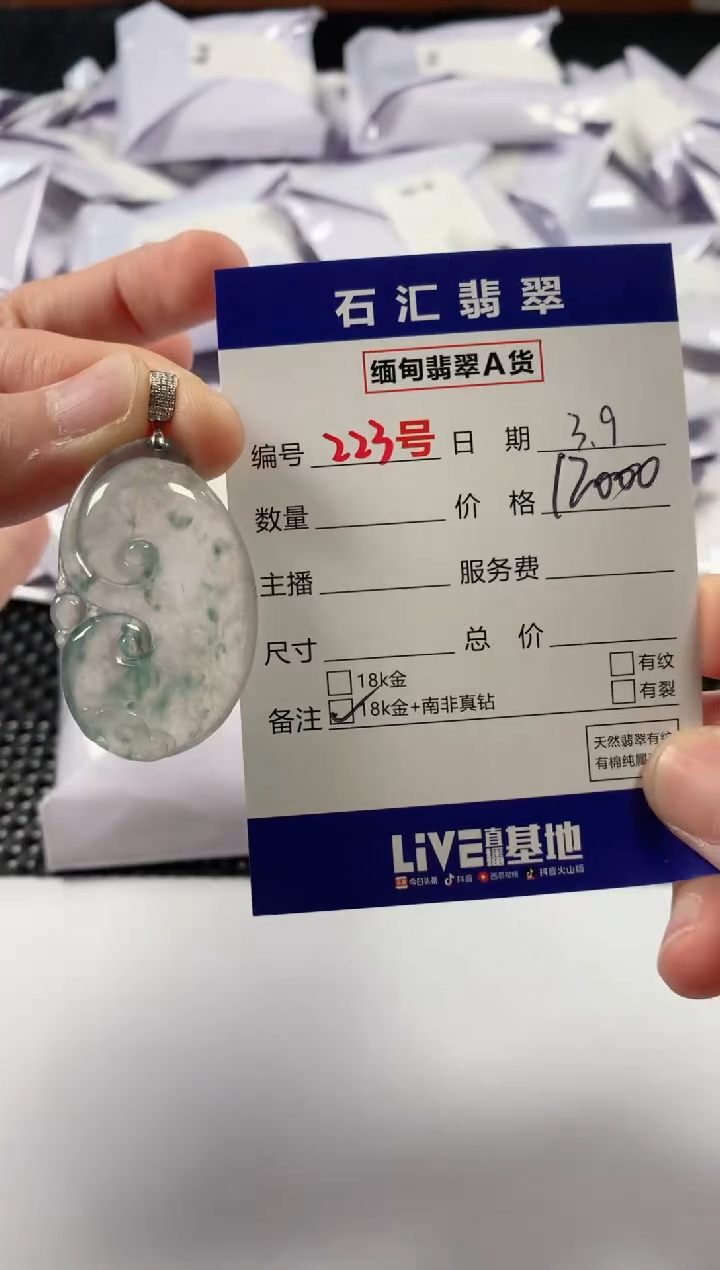 石汇翡翠
缅甸翡翠A货
编号 223号 日期 3.9
数量 价格 12000
主播 服务费
尺寸 总价
18k金 有纹
备注 18k金+南非真钻 有裂
天然翡翠有纹
有棉纯属
LiVE直播基地
今日头条 抖音 西瓜视频 抖音火山版